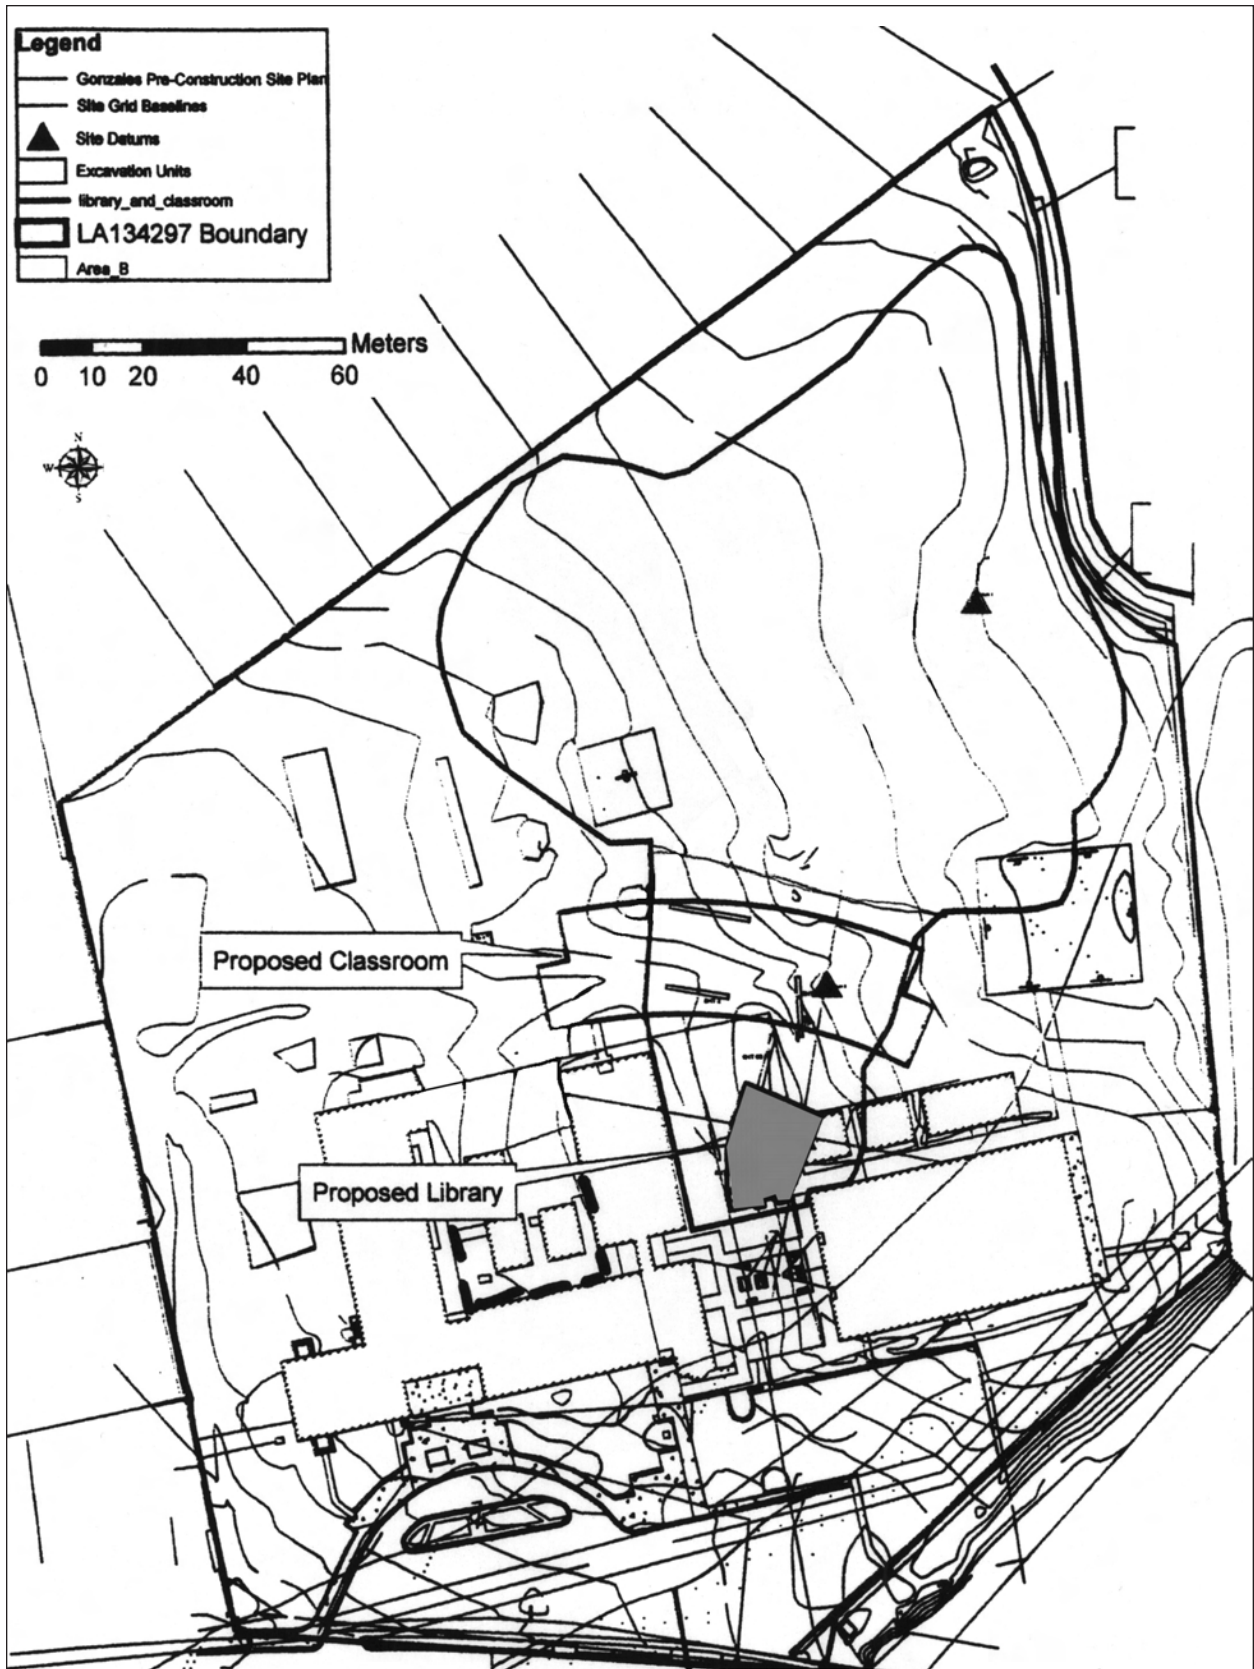 Legend
Gonzales Pre-Construction Site Plan
Site Grid Baselines
Site Datums
Excavation Units
library_and_classroom
LA134297 Boundary
Area_B
Meters
0 10 20 40 60
N
W
S
Proposed Classroom
Proposed Library